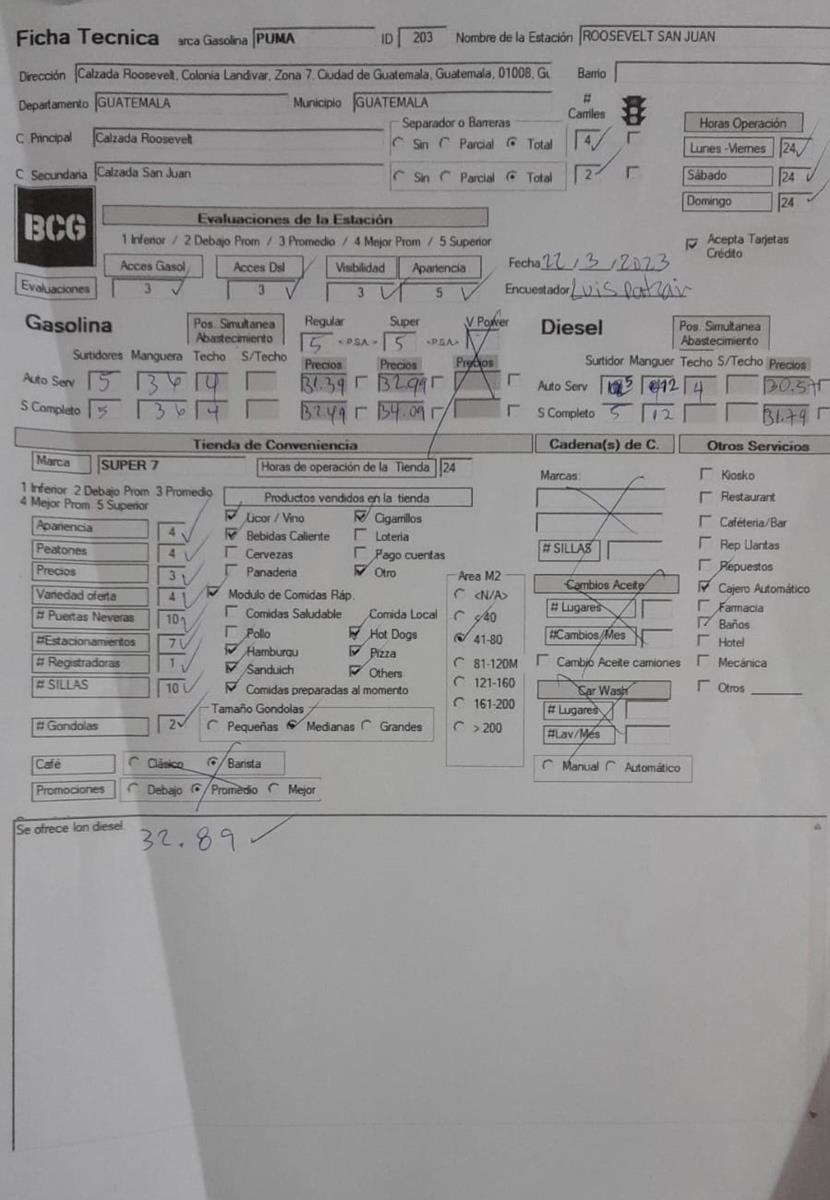 Ficha Tecnica arca Gasolina PUMA ID 203 Nombre de la Estación ROOSEVELT SAN JUAN
Dirección Calzada Roosevelt, Colonia Landivar, Zona 7. Ciudad de Guatemala, Guatemala, 01008, Gu Barrio
Departamento GUATEMALA Municipio GUATEMALA # Carriles
C Principal Calzada Roosevelt Separador o Barreras Sin Parcial Total 4
C Secundaria Calzada San Juan Sin Parcial Total 2
Horas Operación
Lunes -Viernes 24
Sábado 24
Domingo 24
BCG
Evaluaciones de la Estación
1 Inferior / 2 Debajo Prom / 3 Promedio / 4 Mejor Prom / 5 Superior
Acepta Tarjetas Crédito
Acces Gasol Acces Dsl Visibilidad Apariencia
Evaluaciones 3 3 3 5
Fecha 22/3/2023
Encuestador Luis
Gasolina Pos. Simultanea Abastecimiento Regular Super V Power
5 <P.S.A> 5 <P.S.A>
Surtidores Manguera Techo S/Techo Precios Precios Precios
Auto Serv 5 36 4 31.39 32.99
S Completo 5 36 4 32.49 34.09
Diesel Pos. Simultanea Abastecimiento
Surtidor Manguer Techo S/Techo Precios
Auto Serv 5 12 4 30.57
S Completo 5 12 31.79
Tienda de Conveniencia
Marca SUPER 7 Horas de operación de la Tienda 24
1 Inferior 2 Debajo Prom 3 Promedio
4 Mejor Prom 5 Superior
Apariencia 4
Peatones 4
Precios 3
Variedad oferta 4
# Puertas Neveras 10
#Estacionamientos 7
# Registradoras 1
# SILLAS 10
# Gondolas 2
Productos vendidos en la tienda
Licor / Vino Cigarrillos
Bebidas Caliente Loteria
Cervezas Pago cuentas
Panaderia Otro
Modulo de Comidas Ráp.
Comidas Saludable Comida Local
Pollo Hot Dogs
Hamburqu Pizza
Sanduich Others
Comidas preparadas al momento
Tamaño Gondolas
Pequeñas Medianas Grandes
Area M2
<N/A>
<40
41-80
81-120M
121-160
161-200
> 200
Café Clásico Barista
Promociones Debajo Promedio Mejor
Cadena(s) de C.
Marcas:
# SILLAS
Cambios Aceite
# Lugares
#Cambios/Mes
Cambio Aceite camiones
Car Wash
# Lugares
#Lav/Més
Manual Automático
Otros Servicios
Kiosko
Restaurant
Caféteria/Bar
Rep Llantas
Repuestos
Cajero Automático
Farmacia
Baños
Hotel
Mecánica
Otros
Se ofrece Ion diesel. 32.89